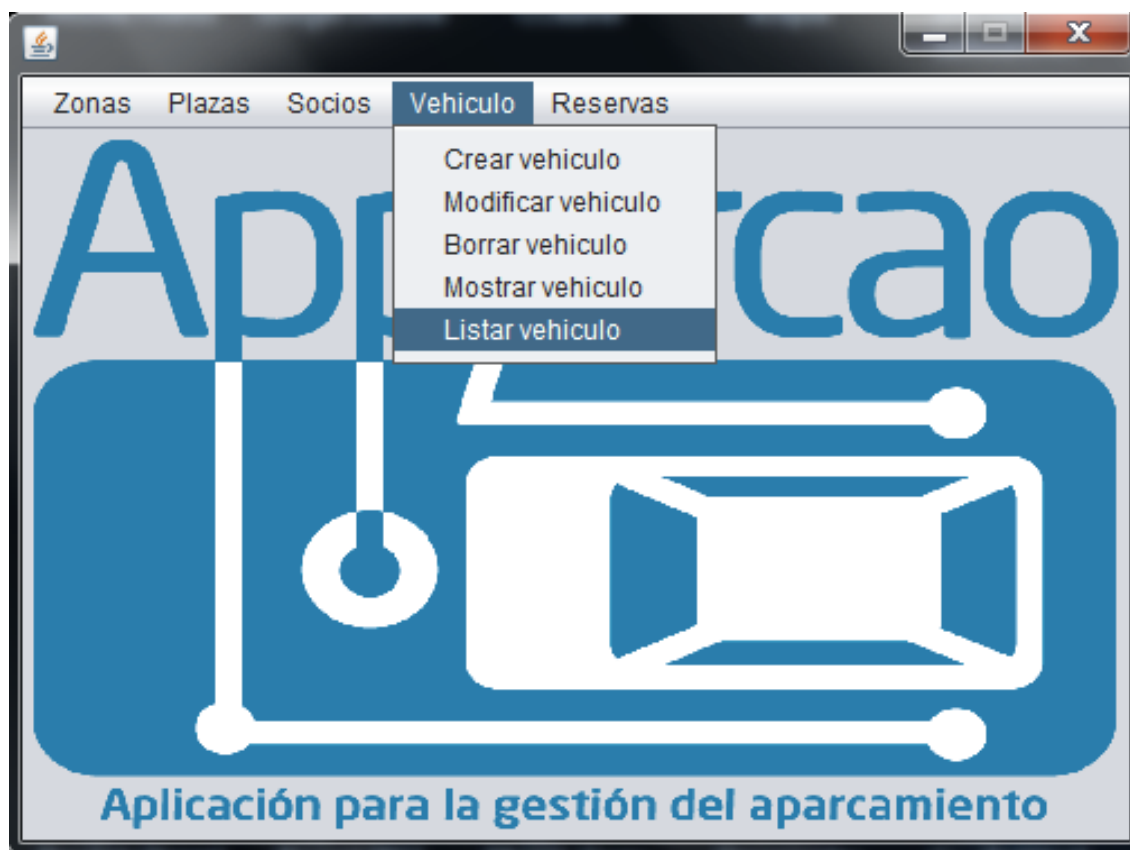 Zonas Plazas Socios Vehiculo Reservas
Crear vehiculo
Modificar vehiculo
Borrar vehiculo
Mostrar vehiculo
Listar vehiculo
Aplicación para la gestión del aparcamiento